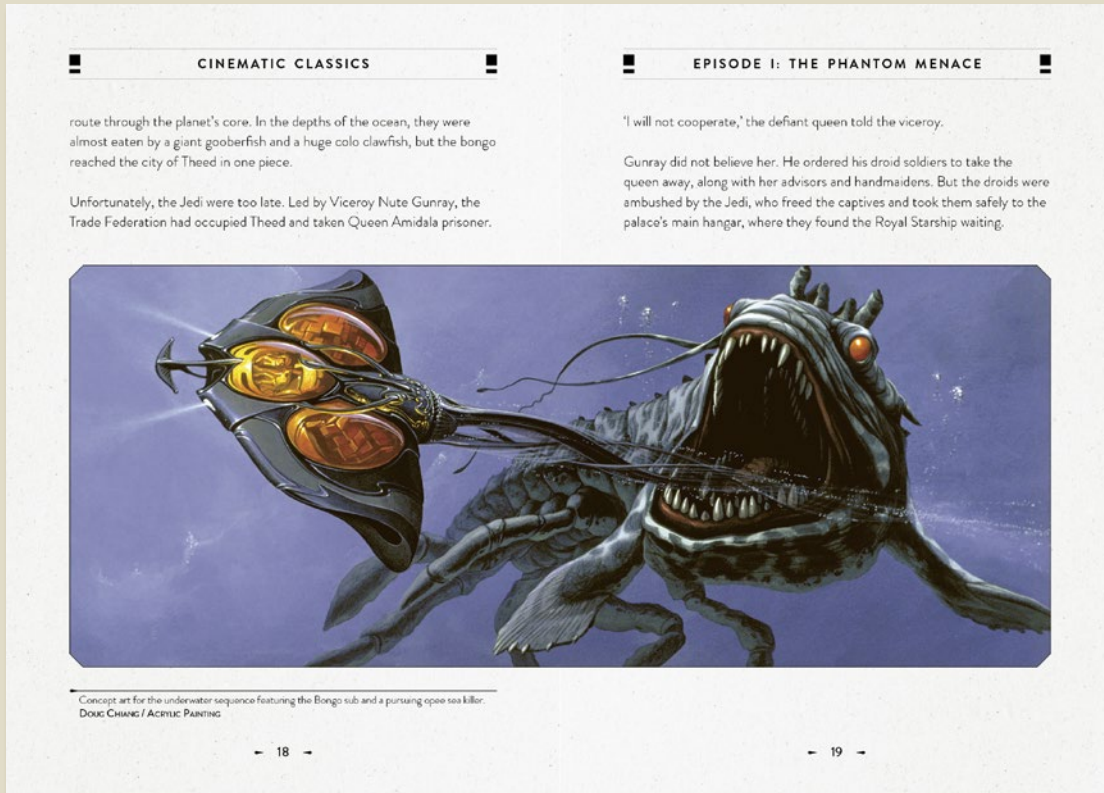 CINEMATIC CLASSICS
route through the planet's core. In the depths of the ocean, they were
almost eaten by a giant gooberfish and a huge colo clawfish, but the bongo
reached the city of Theed in one piece.
Unfortunately, the Jedi were too late. Led by Viceroy Nute Gunray, the
Trade Federation had occupied Theed and taken Queen Amidala prisoner.
EPISODE I: THE PHANTOM MENACE
'I will not cooperate,' the defiant queen told the viceroy.
Gunray did not believe her. He ordered his droid soldiers to take the
queen away, along with her advisors and handmaidens. But the droids were
ambushed by the Jedi, who freed the captives and took them safely to the
palace's main hangar, where they found the Royal Starship waiting.
Concept art for the underwater sequence featuring the Bongo sub and a pursuing opee sea killer.
DOUG CHIANG / ACRYLIC PAINTING
18
19